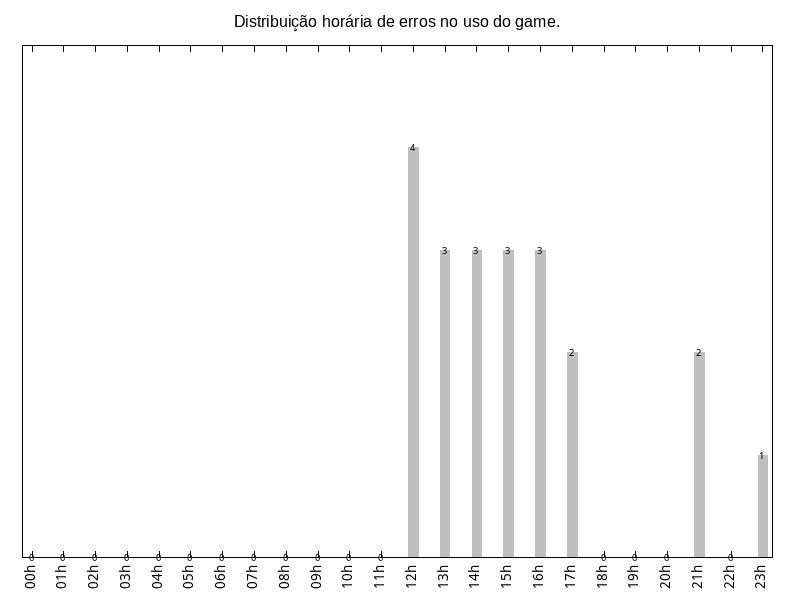 Distribuição horária de erros no uso do game.
4
3 3 3 3
2 2
1
0 0 0 0 0 0 0 0 0 0 0 0 0 0 0 0
00h 01h 02h 03h 04h 05h 06h 07h 08h 09h 10h 11h 12h 13h 14h 15h 16h 17h 18h 19h 20h 21h 22h 23h